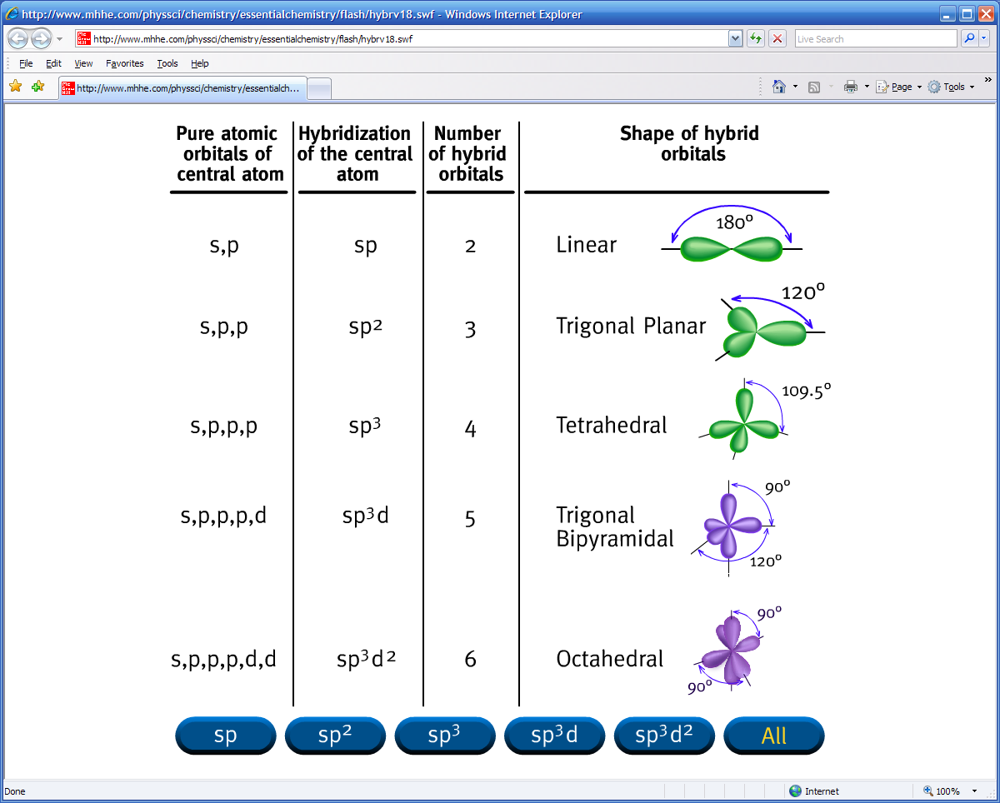 http://www.mhhe.com/physsci/chemistry/essentialchemistry/flash/hybrv18.swf - Windows Internet Explorer
http://www.mhhe.com/physsci/chemistry/essentialchemistry/flash/hybrv18.swf
Live Search
File Edit View Favorites Tools Help
http://www.mhhe.com/physsci/chemistry/essentialch...
Page Tools »
Pure atomic
orbitals of
central atom
Hybridization
of the central
atom
Number
of hybrid
orbitals
Shape of hybrid
orbitals
s,p
sp
2
Linear
180°
s,p,p
sp²
3
Trigonal Planar
120°
s,p,p,p
sp³
4
Tetrahedral
109.5°
s,p,p,p,d
sp³d
5
Trigonal
Bipyramidal
90°
120°
s,p,p,p,d,d
sp³d²
6
Octahedral
90°
90°
sp
sp²
sp³
sp³d
sp³d²
All
Done
Internet
100%